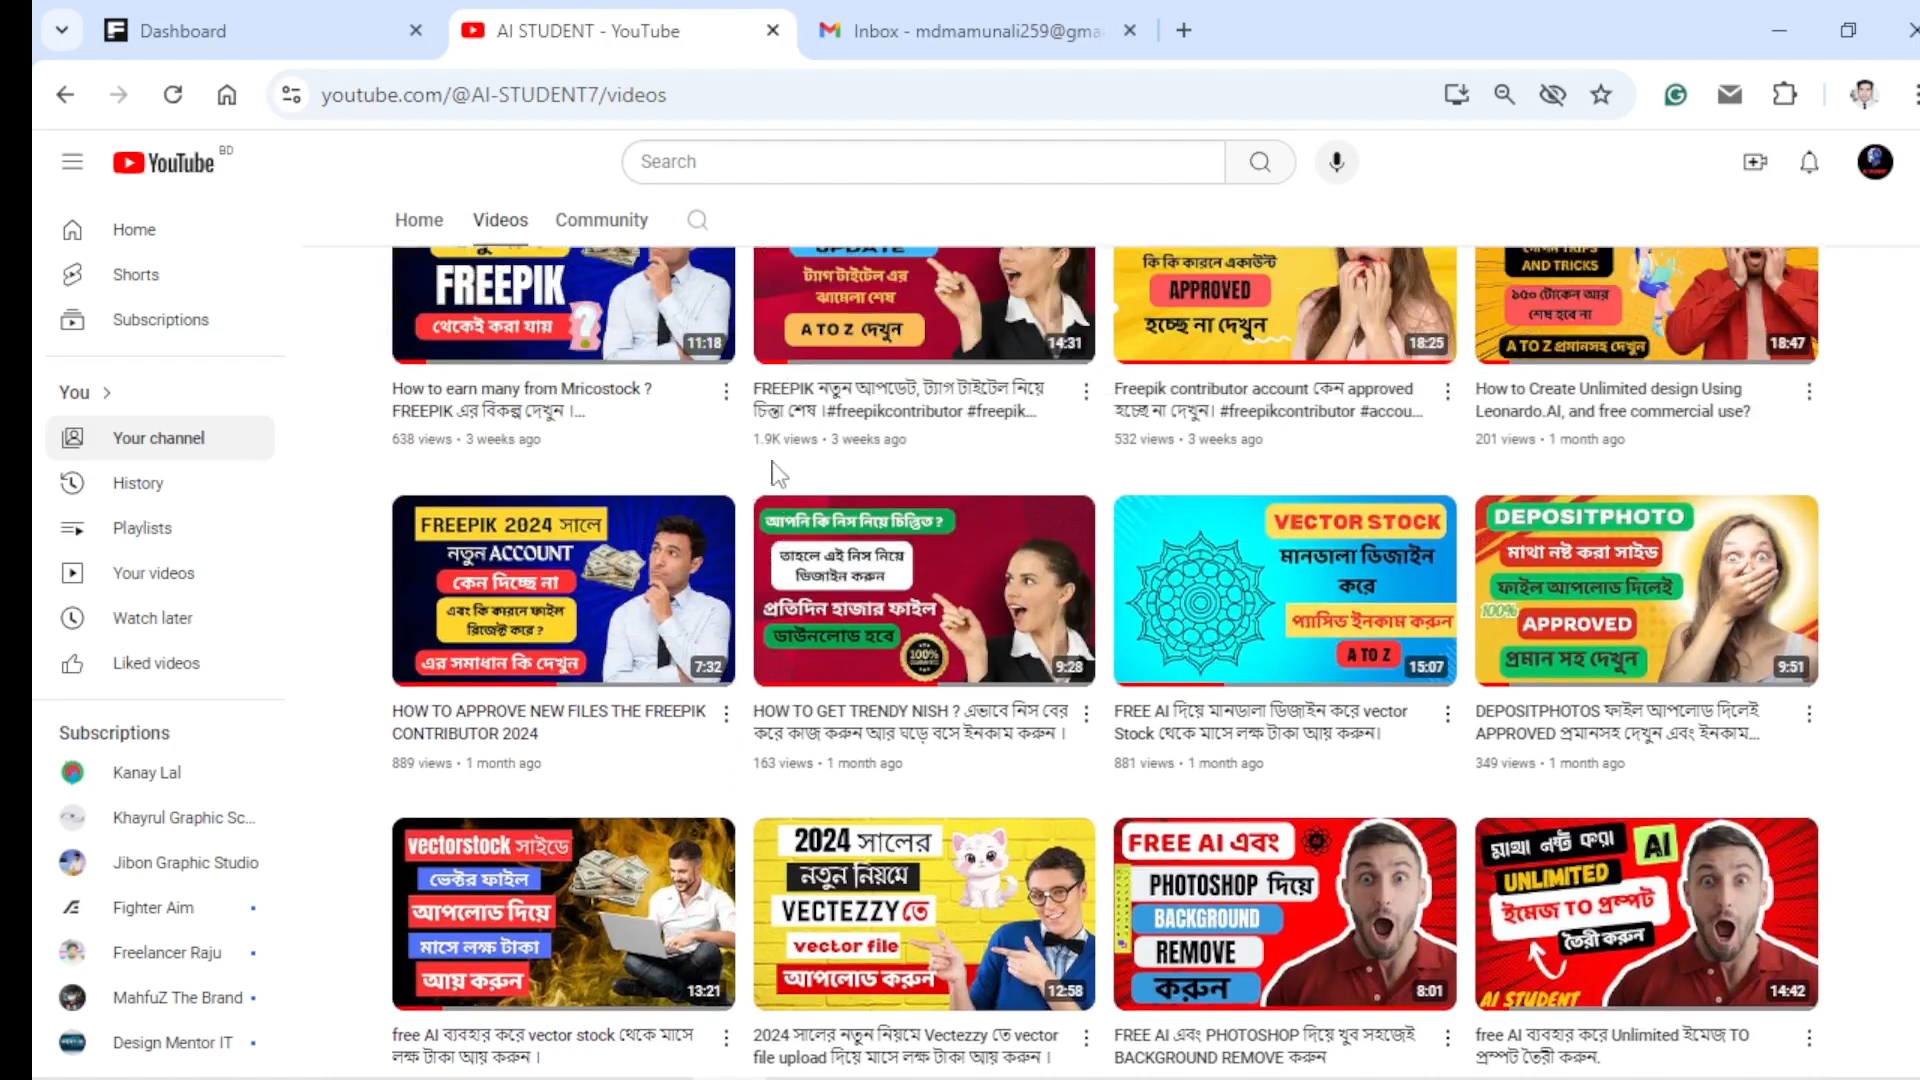 Dashboard
AI STUDENT - YouTube
Inbox - mdmamunali259@gma
youtube.com/@AI-STUDENT7/videos
YouTube BD
Search
Home
Videos
Community
Home
Shorts
Subscriptions
You
Your channel
History
Playlists
Your videos
Watch later
Liked videos
Subscriptions
Kanay Lal
Khayrul Graphic Sc...
Jibon Graphic Studio
Fighter Aim
Freelancer Raju
MahfuZ The Brand
Design Mentor IT
FREEPIK
থেকেই করা যায়
11:18
UPDATE
ট্যাগ টাইটেল এর
ঝামেলা শেষ
A TO Z দেখুন
14:31
কি কি কারনে একাউন্ট
APPROVED
হচ্ছে না দেখুন
18:25
AND TRICKS
১৫০ টোকেন আর
শেষ হবে না
A TO Z প্রমানসহ দেখুন
18:47
How to earn many from Mricostock ?
FREEPIK এর বিকল্প দেখুন ।...
638 views • 3 weeks ago
FREEPIK নতুন আপডেট, ট্যাগ টাইটেল নিয়ে
চিন্তা শেষ ।#freepikcontributor #freepik...
1.9K views • 3 weeks ago
Freepik contributor account কেন approved
হচ্ছে না দেখুন। #freepikcontributor #accou...
532 views • 3 weeks ago
How to Create Unlimited design Using
Leonardo.AI, and free commercial use?
201 views • 1 month ago
FREEPIK 2024 সালে
নতুন ACCOUNT
কেন দিচ্ছে না
এবং কি কারনে ফাইল
রিজেক্ট করে ?
এর সমাধান কি দেখুন
7:32
আপনি কি নিস নিয়ে চিন্তিত ?
তাহলে এই নিস নিয়ে
ডিজাইন করুন
প্রতিদিন হাজার ফাইল
ডাউনলোড হবে
100%
9:28
VECTOR STOCK
মানডালা ডিজাইন
করে
প্যাসিভ ইনকাম করুন
A TO Z
15:07
DEPOSITPHOTO
মাথা নষ্ট করা সাইড
ফাইল আপলোড দিলেই
100%
APPROVED
প্রমান সহ দেখুন
9:51
HOW TO APPROVE NEW FILES THE FREEPIK
CONTRIBUTOR 2024
889 views • 1 month ago
HOW TO GET TRENDY NISH ? এভাবে নিস বের
করে কাজ করুন আর ঘড়ে বসে ইনকাম করুন ।
163 views • 1 month ago
FREE AI দিয়ে মানডালা ডিজাইন করে vector
Stock থেকে মাসে লক্ষ টাকা আয় করুন।
881 views • 1 month ago
DEPOSITPHOTOS ফাইল আপলোড দিলেই
APPROVED প্রমানসহ দেখুন এবং ইনকাম...
349 views • 1 month ago
vectorstock সাইডে
ভেক্টর ফাইল
আপলোড দিয়ে
মাসে লক্ষ টাকা
আয় করুন
13:21
2024 সালের
নতুন নিয়মে
VECTEZZY তে
vector file
আপলোড করুন
12:58
FREE AI এবং
PHOTOSHOP দিয়ে
BACKGROUND
REMOVE
করুন
8:01
মাথা নষ্ট করা AI
UNLIMITED
ইমেজ TO প্রম্পট
তৈরী করুন
AI STUDENT
14:42
free AI ব্যবহার করে vector stock থেকে মাসে
লক্ষ টাকা আয় করুন ।
2024 সালের নতুন নিয়মে Vectezzy তে vector
file upload দিয়ে মাসে লক্ষ টাকা আয় করুন ।
FREE AI এবং PHOTOSHOP দিয়ে খুব সহজেই
BACKGROUND REMOVE করুন
free AI ব্যবহার করে Unlimited ইমেজ TO
প্রম্পট তৈরী করুন.